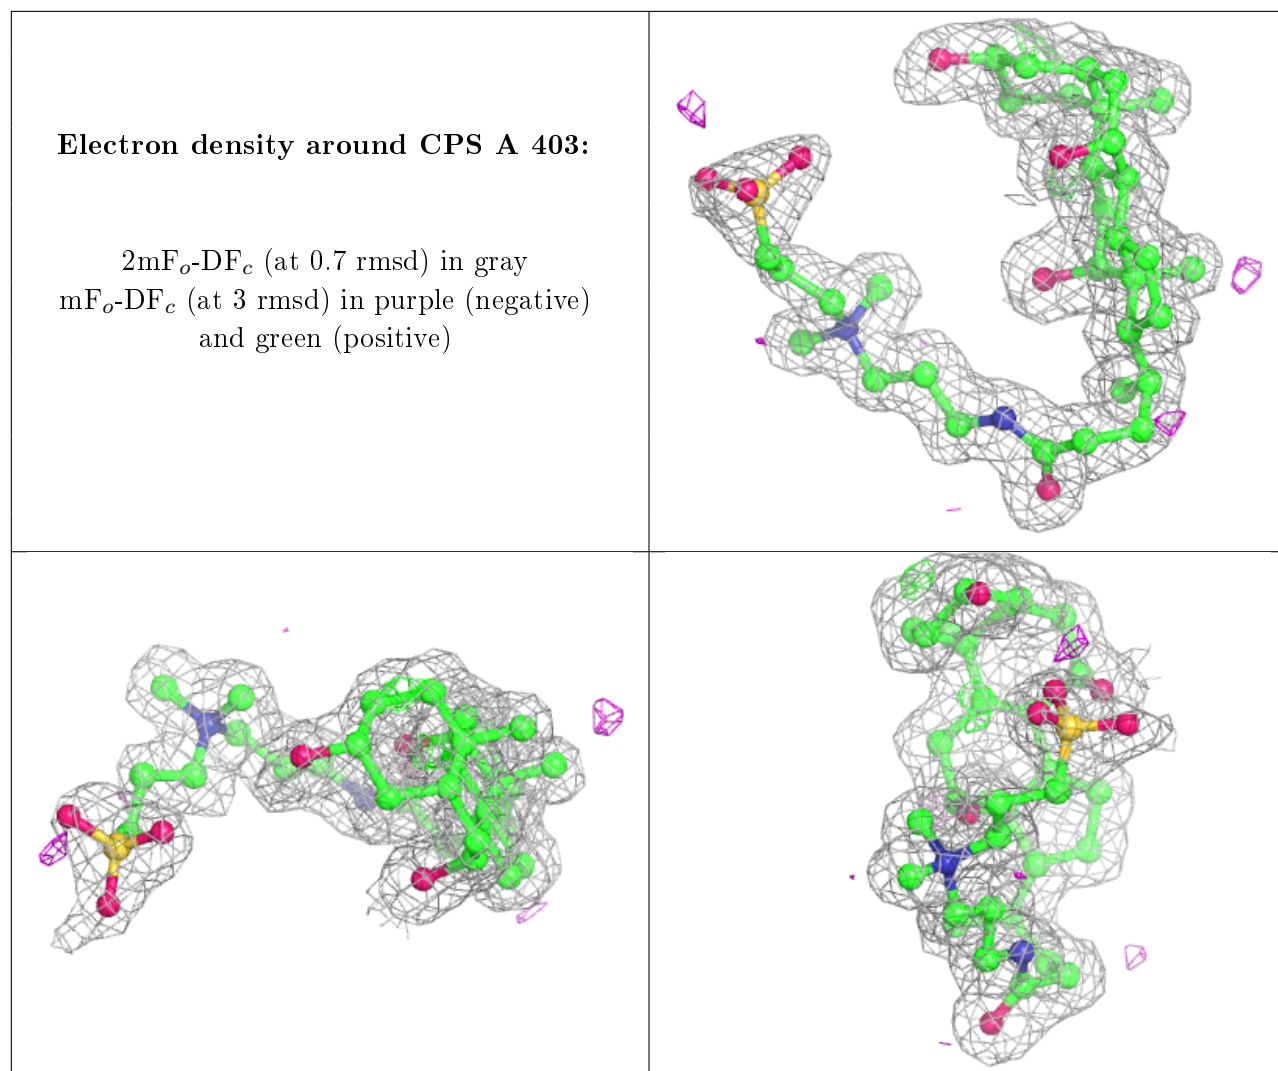 Electron density around CPS A 403:
2mFₒ-DF𝑐 (at 0.7 rmsd) in gray
mFₒ-DF𝑐 (at 3 rmsd) in purple (negative)
and green (positive)